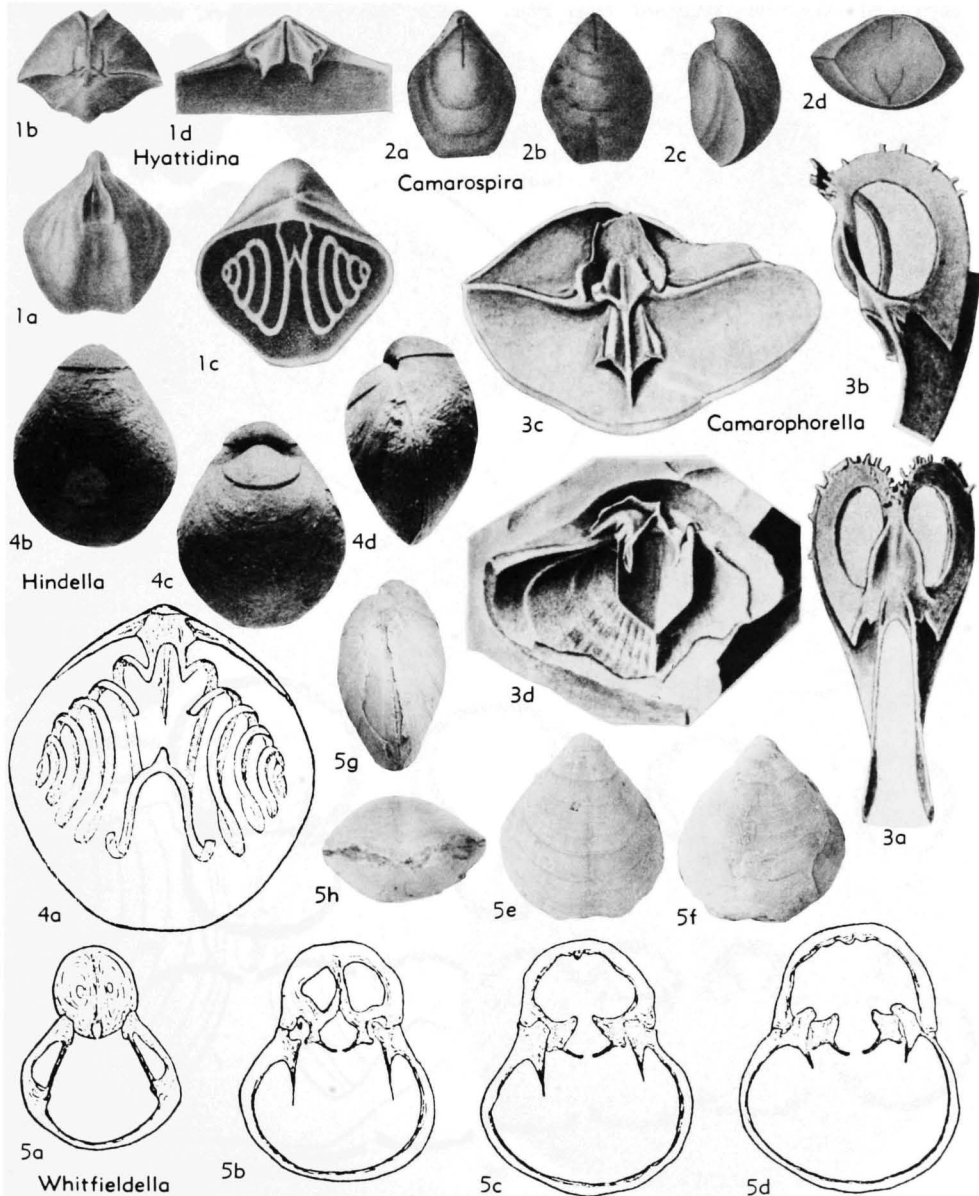 1b
1d
Hyattidina
2a
2b
2c
2d
Camarospira
1a
1c
3c
3b
Camarophorella
4b
4c
4d
Hindella
3d
3a
5g
4a
5h
5e
5f
5a
5b
5c
5d
Whitfieldella